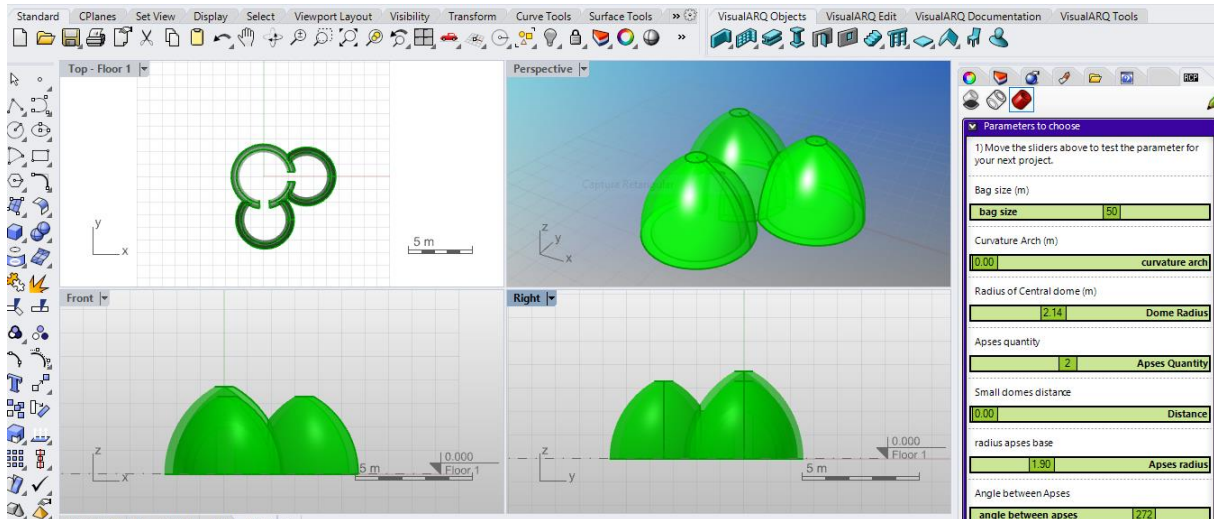 Standard CPlanes Set View Display Select Viewport Layout Visibility Transform Curve Tools Surface Tools » VisualARQ Objects VisualARQ Edit VisualARQ Documentation VisualARQ Tools
»
Top - Floor 1
y
x
5 m
Perspective
Capture Rectangular
z
y
x
Front
z
x
5 m
0.000
Floor 1
Right
z
y
5 m
0.000
Floor 1
RCP
Parameters to choose
1) Move the sliders above to test the parameter for
your next project.
Bag size (m)
bag size 50
Curvature Arch (m)
0.00 curvature arch
Radius of Central dome (m)
2.14 Dome Radius
Apses quantity
2 Apses Quantity
Small domes distance
0.00 Distance
radius apses base
1.90 Apses radius
Angle between Apses
angle between apses 272